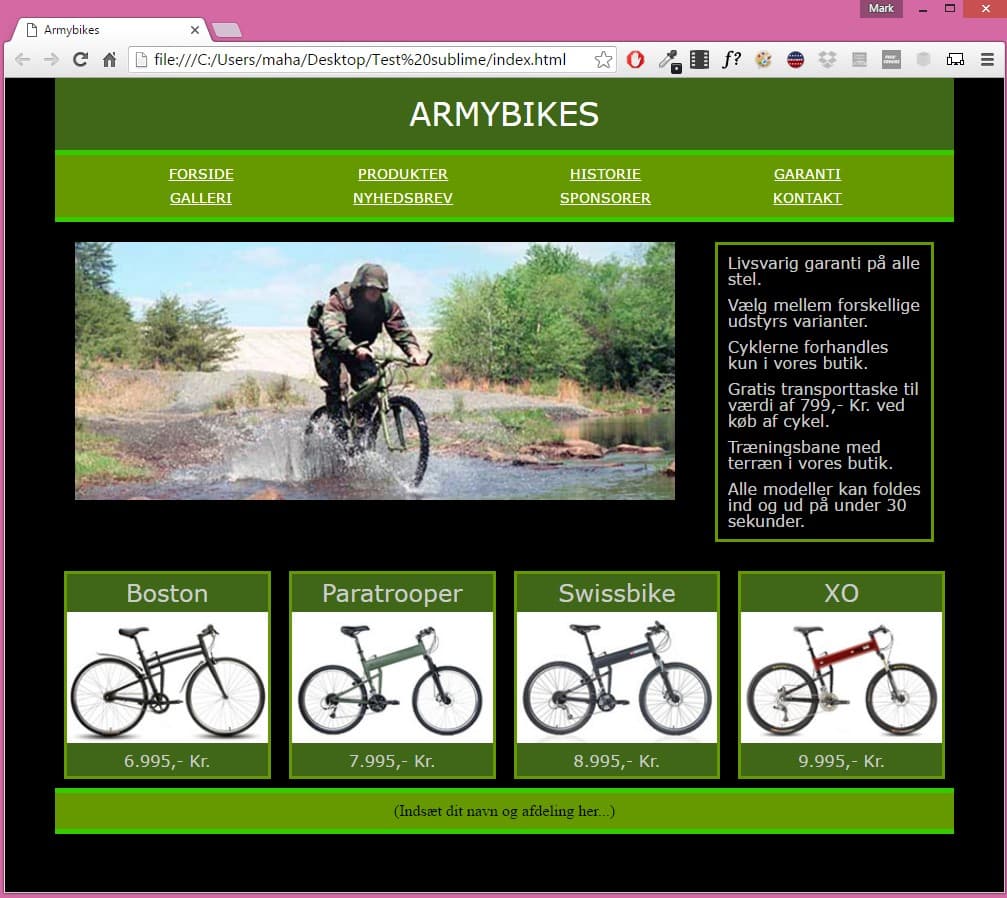 Mark
Armybikes
file:///C:/Users/maha/Desktop/Test%20sublime/index.html
f?
ARMYBIKES
FORSIDE PRODUKTER HISTORIE GARANTI
GALLERI NYHEDSBREV SPONSORER KONTAKT
Livsvarig garanti på alle
stel.
Vælg mellem forskellige
udstyrs varianter.
Cyklerne forhandles
kun i vores butik.
Gratis transporttaske til
værdi af 799,- Kr. ved
køb af cykel.
Træningsbane med
terræn i vores butik.
Alle modeller kan foldes
ind og ud på under 30
sekunder.
Boston Paratrooper Swissbike XO
6.995,- Kr. 7.995,- Kr. 8.995,- Kr. 9.995,- Kr.
(Indsæt dit navn og afdeling her...)